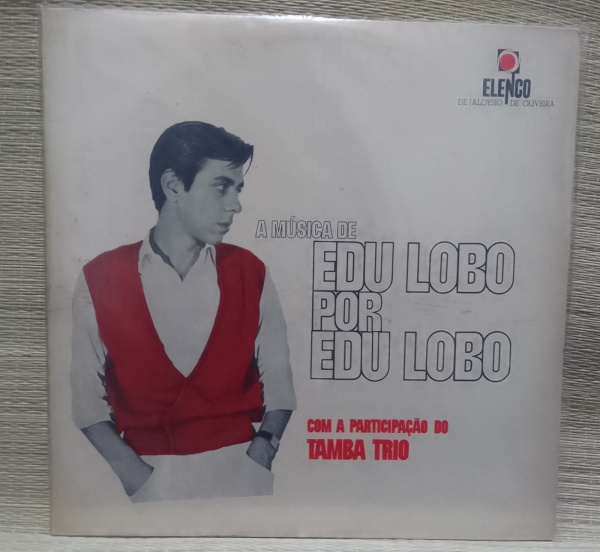 ELENCO
DE ALOYSIO DE OLIVEIRA
A MÚSICA DE
EDU LOBO
POR
EDU LOBO
COM A PARTICIPAÇÃO DO
TAMBA TRIO